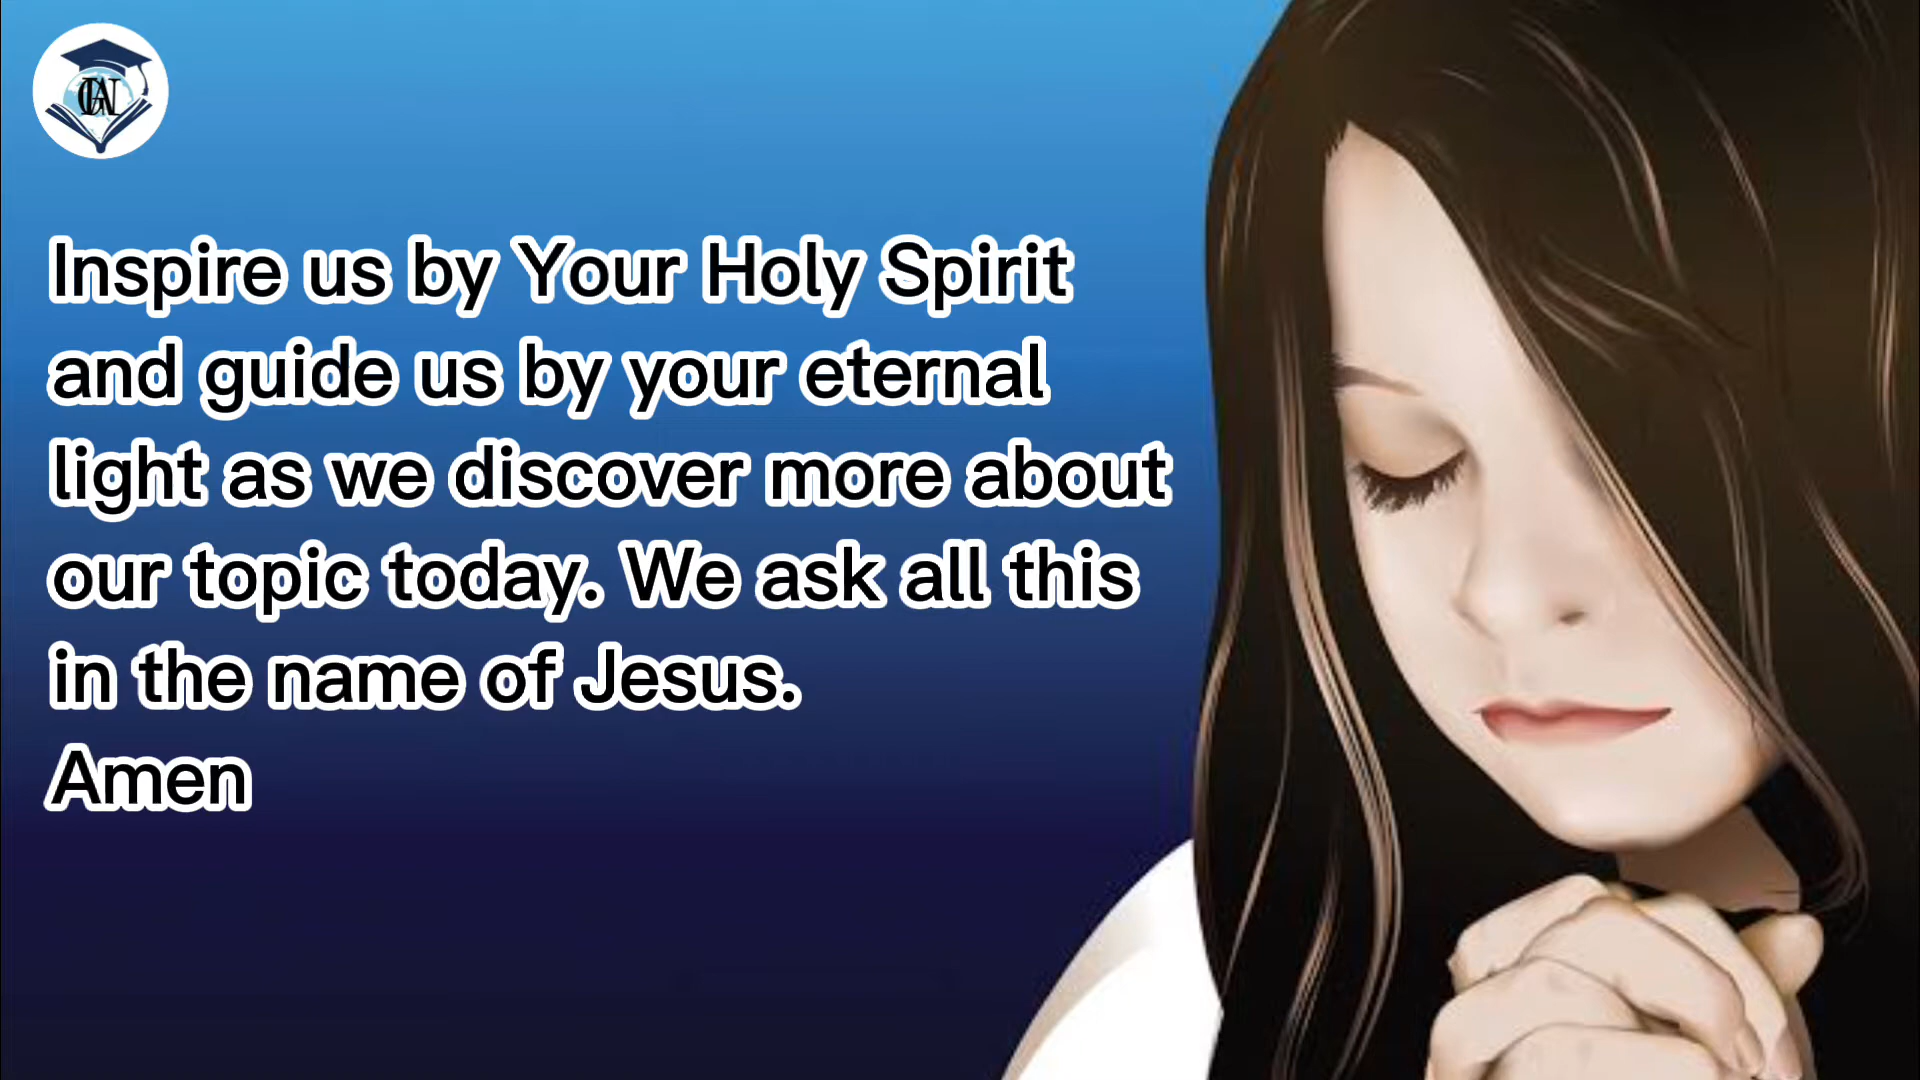 Inspire us by Your Holy Spirit
and guide us by your eternal
light as we discover more about
our topic today. We ask all this
in the name of Jesus.
Amen